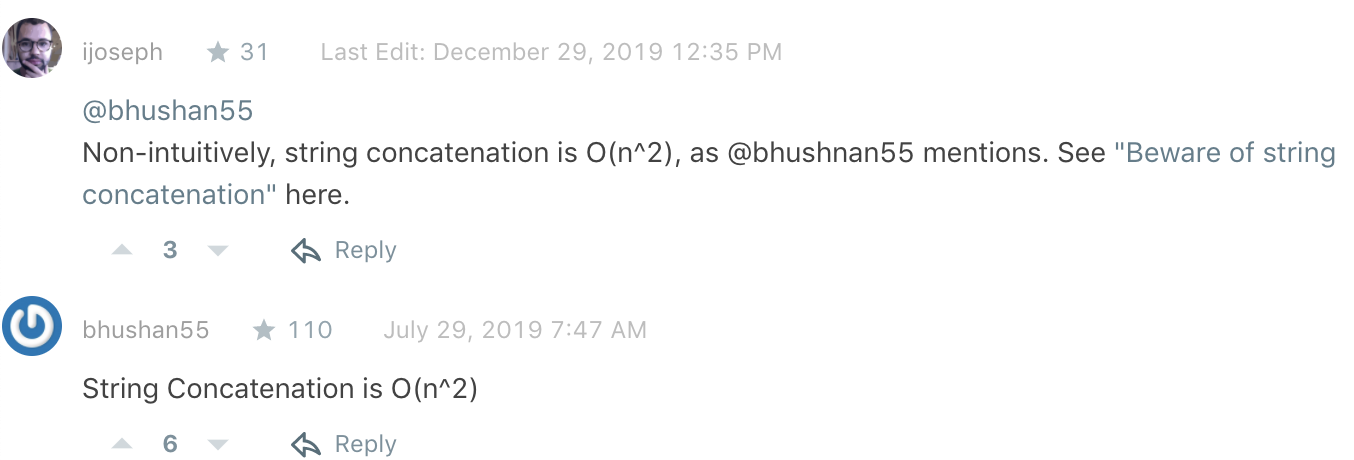 ijoseph ★ 31 Last Edit: December 29, 2019 12:35 PM
@bhushan55
Non-intuitively, string concatenation is O(n^2), as @bhushnan55 mentions. See "Beware of string
concatenation" here.
3 Reply
bhushan55 ★ 110 July 29, 2019 7:47 AM
String Concatenation is O(n^2)
6 Reply